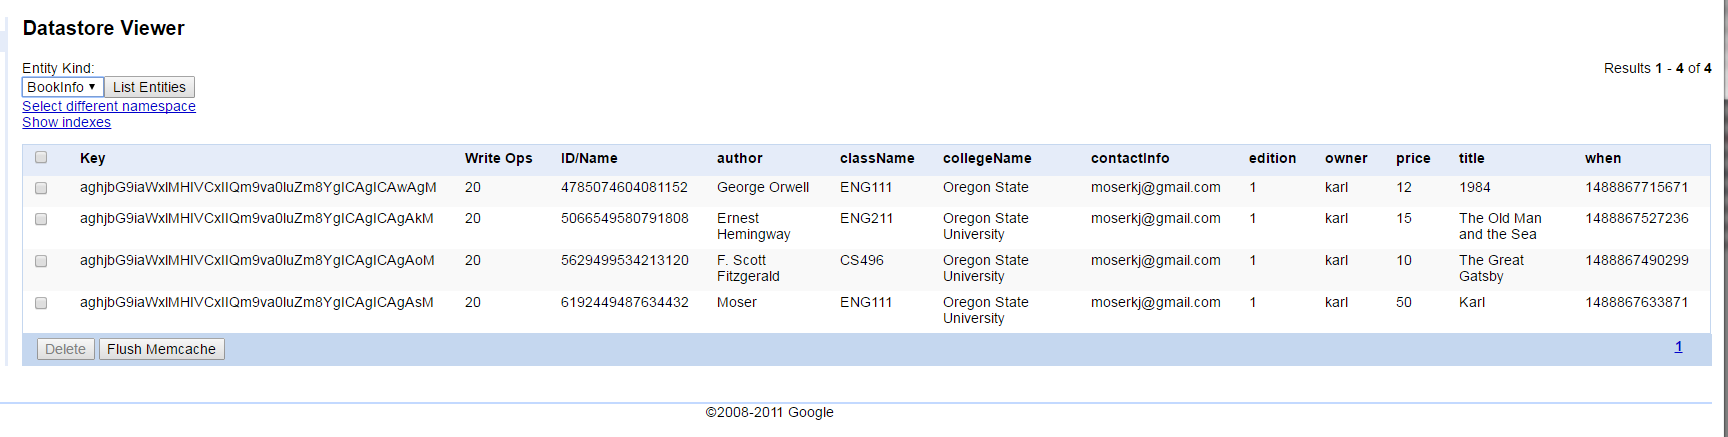 Datastore Viewer
Entity Kind:
BookInfo ▼ List Entities
Results 1 - 4 of 4
Select different namespace
Show indexes
Key Write Ops ID/Name author className collegeName contactInfo edition owner price title when
aghjbG9iaWxlMHIVCxIIQm9va0luZm8YgICAgICAwAgM 20 4785074604081152 George Orwell ENG111 Oregon State moserkj@gmail.com 1 karl 12 1984 1488867715671
aghjbG9iaWxlMHIVCxIIQm9va0luZm8YgICAgICAgAkM 20 5066549580791808 Ernest Hemingway ENG211 Oregon State University moserkj@gmail.com 1 karl 15 The Old Man and the Sea 1488867527236
aghjbG9iaWxlMHIVCxIIQm9va0luZm8YgICAgICAgAoM 20 5629499534213120 F. Scott Fitzgerald CS496 Oregon State University moserkj@gmail.com 1 karl 10 The Great Gatsby 1488867490299
aghjbG9iaWxlMHIVCxIIQm9va0luZm8YgICAgICAgAsM 20 6192449487634432 Moser ENG111 Oregon State University moserkj@gmail.com 1 karl 50 Karl 1488867633871
Delete Flush Memcache 1
©2008-2011 Google